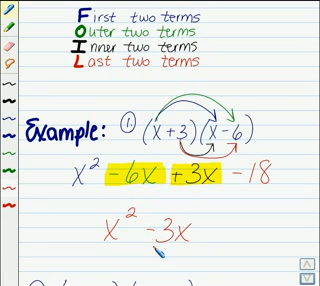 First two terms
Outer two terms
Inner two terms
Last two terms
Example: 1. (x+3)(x-6)
x² -6x +3x -18
x² -3x